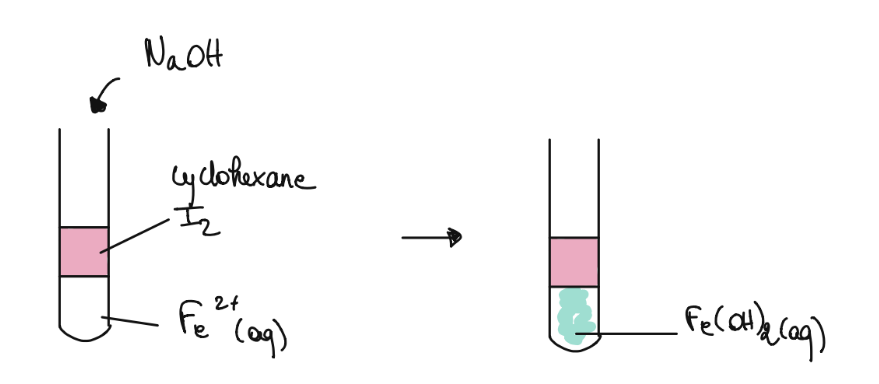 NaOH
cyclohexane
I2
Fe2+(aq)
Fe(OH)2(aq)